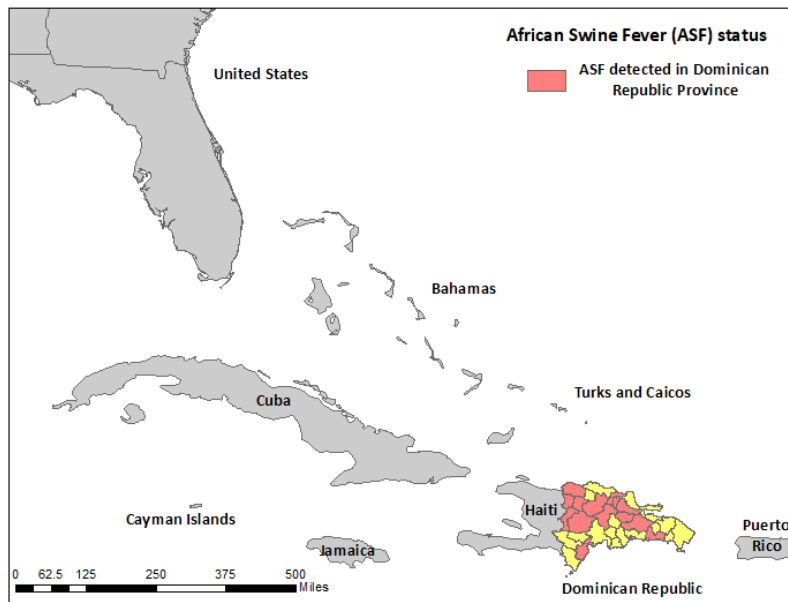 African Swine Fever (ASF) status
ASF detected in Dominican
Republic Province
United States
Bahamas
Turks and Caicos
Cuba
Cayman Islands
Haiti
Jamaica
Puerto
Rico
Dominican Republic
0 62.5 125 250 375 500
Miles